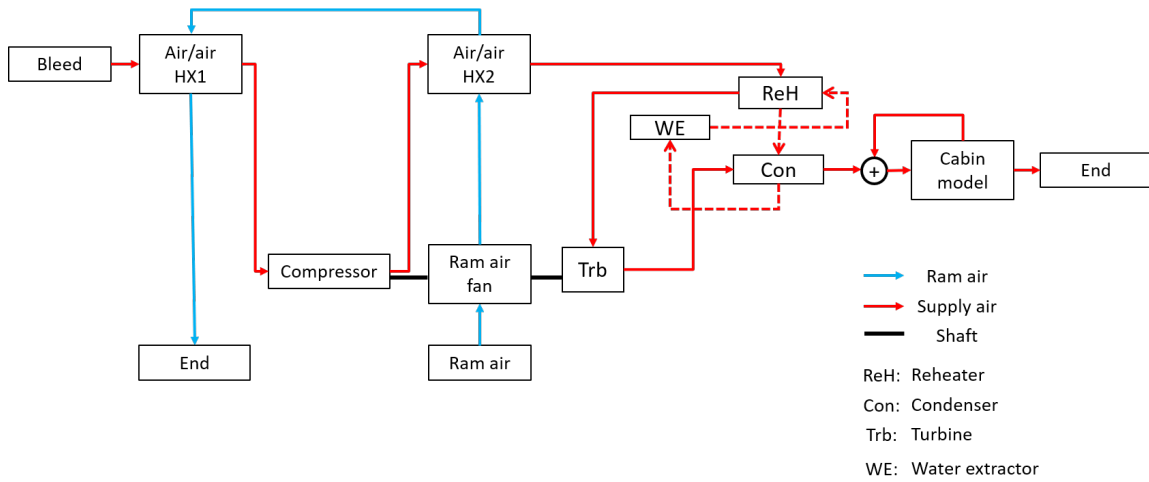 Bleed
Air/air
HX1
Air/air
HX2
ReH
WE
Con
+
Cabin
model
End
Compressor
Ram air
fan
Trb
End
Ram air
Ram air
Supply air
Shaft
ReH: Reheater
Con: Condenser
Trb: Turbine
WE: Water extractor